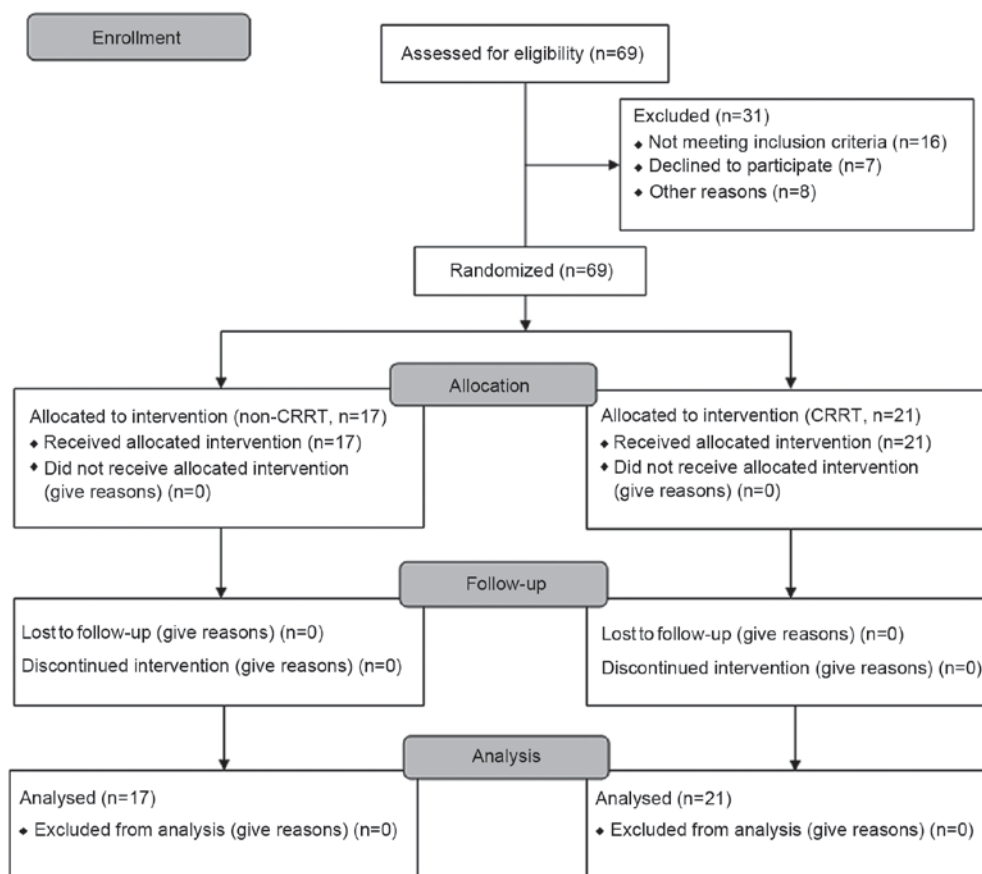 Enrollment
Assessed for eligibility (n=69)
Excluded (n=31)
◆ Not meeting inclusion criteria (n=16)
◆ Declined to participate (n=7)
◆ Other reasons (n=8)
Randomized (n=69)
Allocation
Allocated to intervention (non-CRRT, n=17)
◆ Received allocated intervention (n=17)
◆ Did not receive allocated intervention
(give reasons) (n=0)
Allocated to intervention (CRRT, n=21)
◆ Received allocated intervention (n=21)
◆ Did not receive allocated intervention
(give reasons) (n=0)
Follow-up
Lost to follow-up (give reasons) (n=0)
Discontinued intervention (give reasons) (n=0)
Lost to follow-up (give reasons) (n=0)
Discontinued intervention (give reasons) (n=0)
Analysis
Analysed (n=17)
◆ Excluded from analysis (give reasons) (n=0)
Analysed (n=21)
◆ Excluded from analysis (give reasons) (n=0)